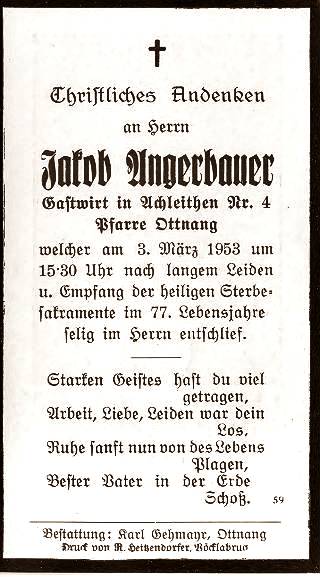 Christliches Andenken
an Herrn
Jakob Angerbauer
Gastwirt in Achleithen Nr. 4
Pfarre Ottnang
welcher am 3. März 1953 um
15·30 Uhr nach langem Leiden
u. Empfang der heiligen Sterbe-
sakramente im 77. Lebensjahre
selig im Herrn entschlief.
Starken Geistes hast du viel
getragen,
Arbeit, Liebe, Leiden war dein
Los,
Ruhe sanft nun von des Lebens
Plagen,
Bester Vater in der Erde
Schoß. 59
Bestattung: Karl Gehmayr, Ottnang
Druck von R. Heitzendorfer, Vöcklabruck